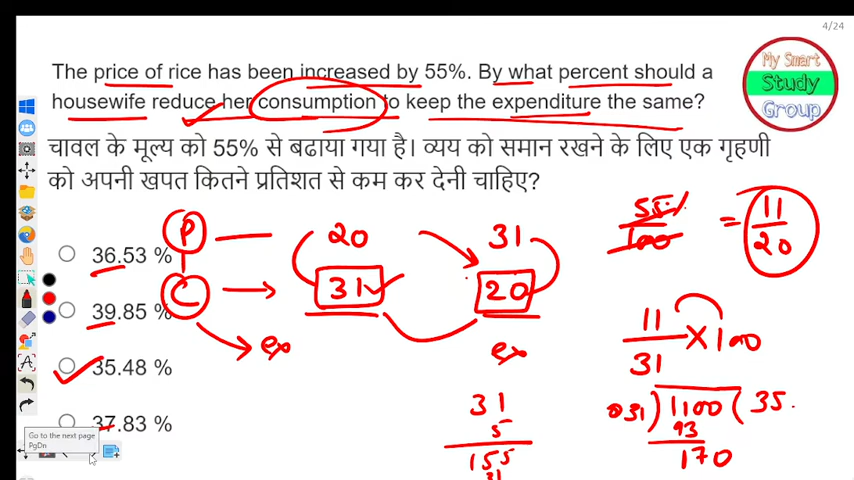 4/24
The price of rice has been increased by 55%. By what percent should a
housewife reduce her consumption to keep the expenditure the same?
My Smart
Study
Group
चावल के मूल्य को 55% से बढाया गया है। व्यय को समान रखने के लिए एक गृहणी
को अपनी खपत कितने प्रतिशत से कम कर देनी चाहिए?
55%
100
= 11
20
P
20
31
36.53 %
C
31
20
39.85 %
ex
ex
11
31
X 100
35.48 %
31
5
155
31
31 ) 1100 ( 35.
93
170
37.83 %
Go to the next page
PgDn